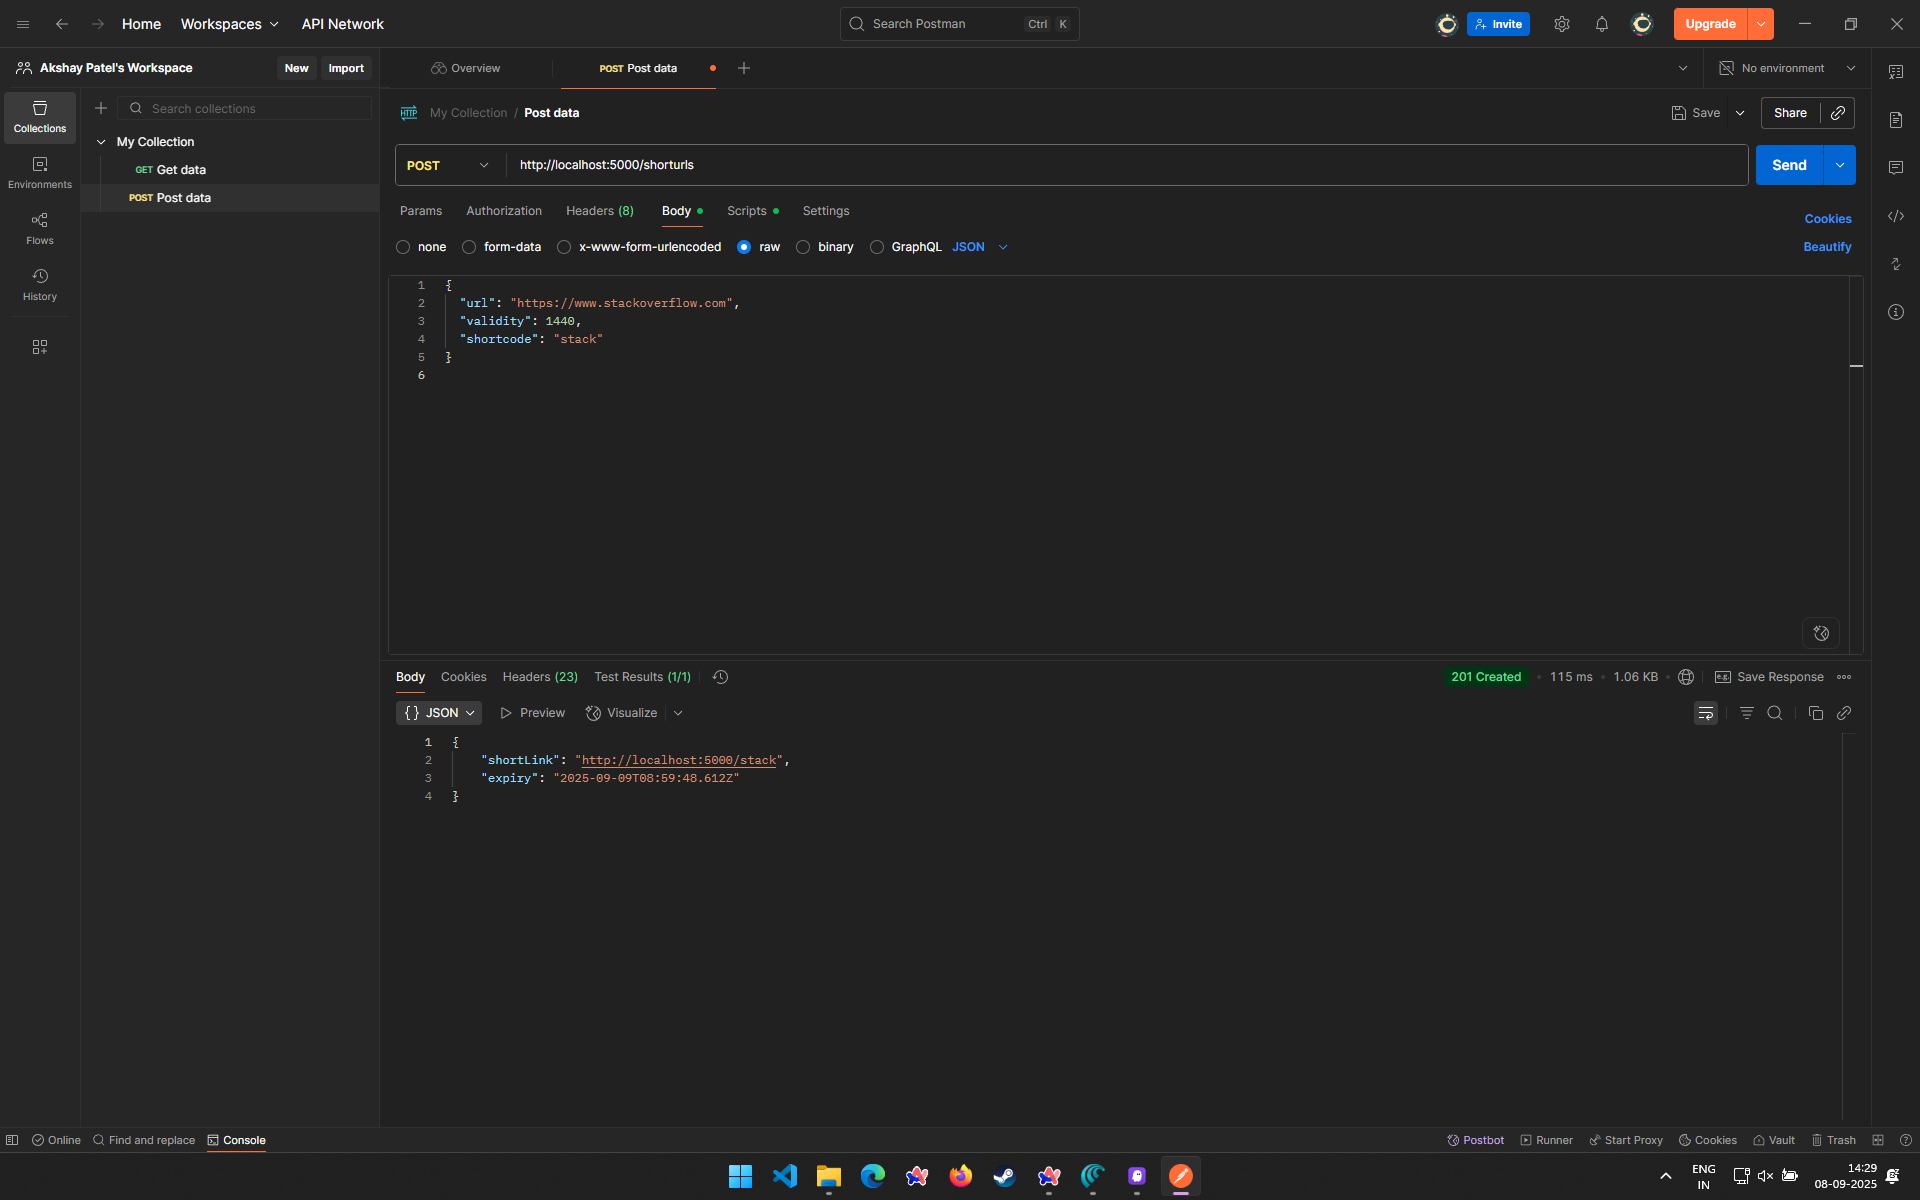 Home Workspaces API Network Search Postman Ctrl K Invite Upgrade
Akshay Patel's Workspace New Import Overview POST Post data No environment
Collections
Search collections
My Collection / Post data Save Share
My Collection
GET Get data
POST Post data
Environments
Flows
History
POST http://localhost:5000/shorturls Send
Params Authorization Headers (8) Body Scripts Settings Cookies
none form-data x-www-form-urlencoded raw binary GraphQL JSON Beautify
1 {
2 "url": "https://www.stackoverflow.com",
3 "validity": 1440,
4 "shortcode": "stack"
5 }
6
Body Cookies Headers (23) Test Results (1/1) 201 Created • 115 ms • 1.06 KB • e.g. Save Response
{} JSON Preview Visualize
1 {
2 "shortLink": "http://localhost:5000/stack",
3 "expiry": "2025-09-09T08:59:48.612Z"
4 }
Online Find and replace Console Postbot Runner Start Proxy Cookies Vault Trash
ENG
IN
14:29
08-09-2025